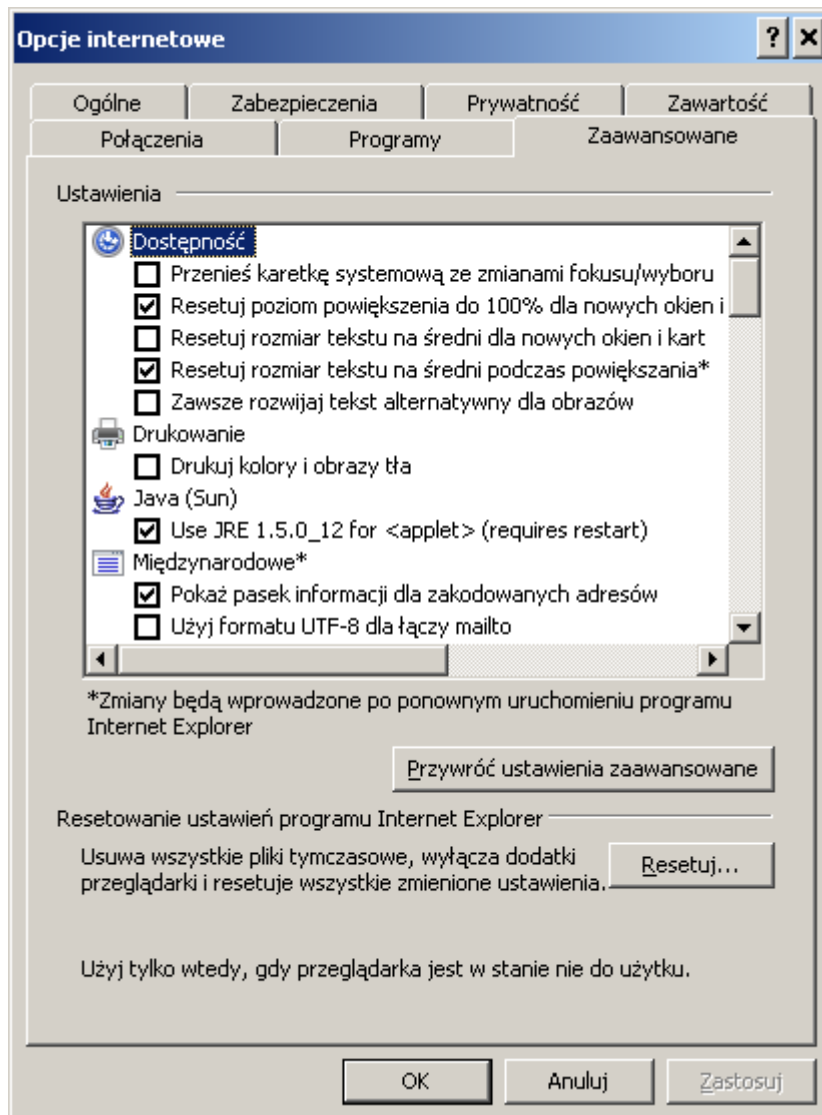 Opcje internetowe
Ogólne
Zabezpieczenia
Prywatność
Zawartość
Połączenia
Programy
Zaawansowane
Ustawienia
Dostępność
Przenieś karetkę systemową ze zmianami fokusu/wyboru
Resetuj poziom powiększenia do 100% dla nowych okien i
Resetuj rozmiar tekstu na średni dla nowych okien i kart
Resetuj rozmiar tekstu na średni podczas powiększania*
Zawsze rozwijaj tekst alternatywny dla obrazów
Drukowanie
Drukuj kolory i obrazy tła
Java (Sun)
Use JRE 1.5.0_12 for <applet> (requires restart)
Międzynarodowe*
Pokaż pasek informacji dla zakodowanych adresów
Użyj formatu UTF-8 dla łączy mailto
*Zmiany będą wprowadzone po ponownym uruchomieniu programu
Internet Explorer
Przywróć ustawienia zaawansowane
Resetowanie ustawień programu Internet Explorer
Usuwa wszystkie pliki tymczasowe, wyłącza dodatki
przeglądarki i resetuje wszystkie zmienione ustawienia.
Resetuj...
Użyj tylko wtedy, gdy przeglądarka jest w stanie nie do użytku.
OK
Anuluj
Zastosuj